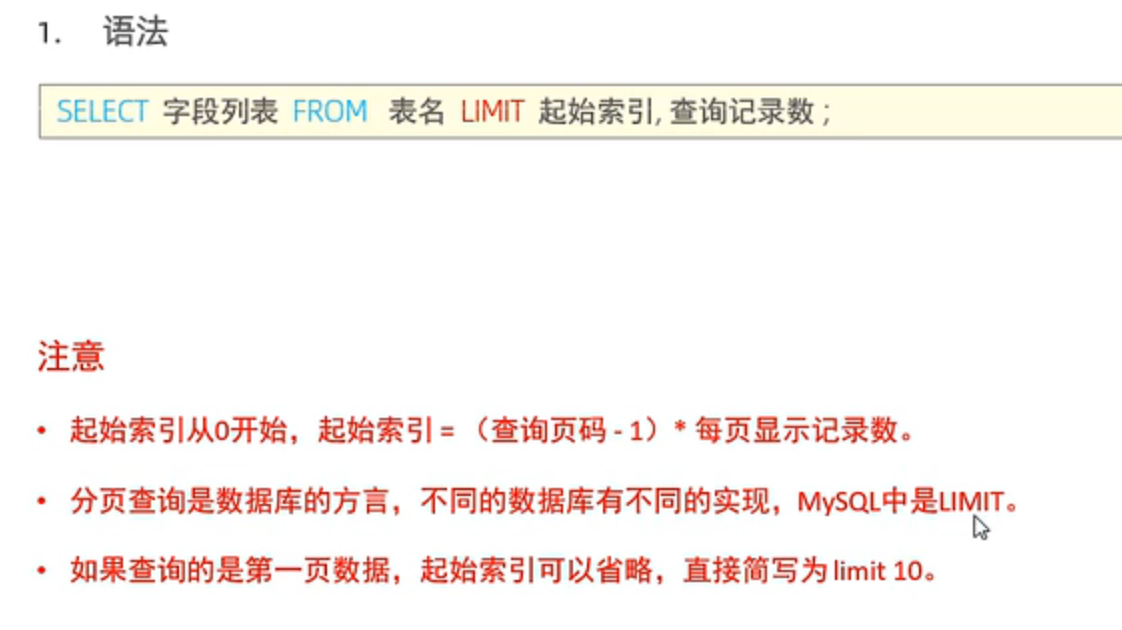 1. 语法
SELECT 字段列表 FROM 表名 LIMIT 起始索引, 查询记录数 ;
注意
• 起始索引从0开始，起始索引 = （查询页码 - 1）* 每页显示记录数。
• 分页查询是数据库的方言，不同的数据库有不同的实现，MySQL中是LIMIT。
• 如果查询的是第一页数据，起始索引可以省略，直接简写为 limit 10。